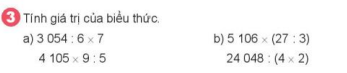 3 Tính giá trị của biểu thức.
a) 3 054 : 6 × 7 b) 5 106 × (27 : 3)
4 105 × 9 : 5 24 048 : (4 × 2)